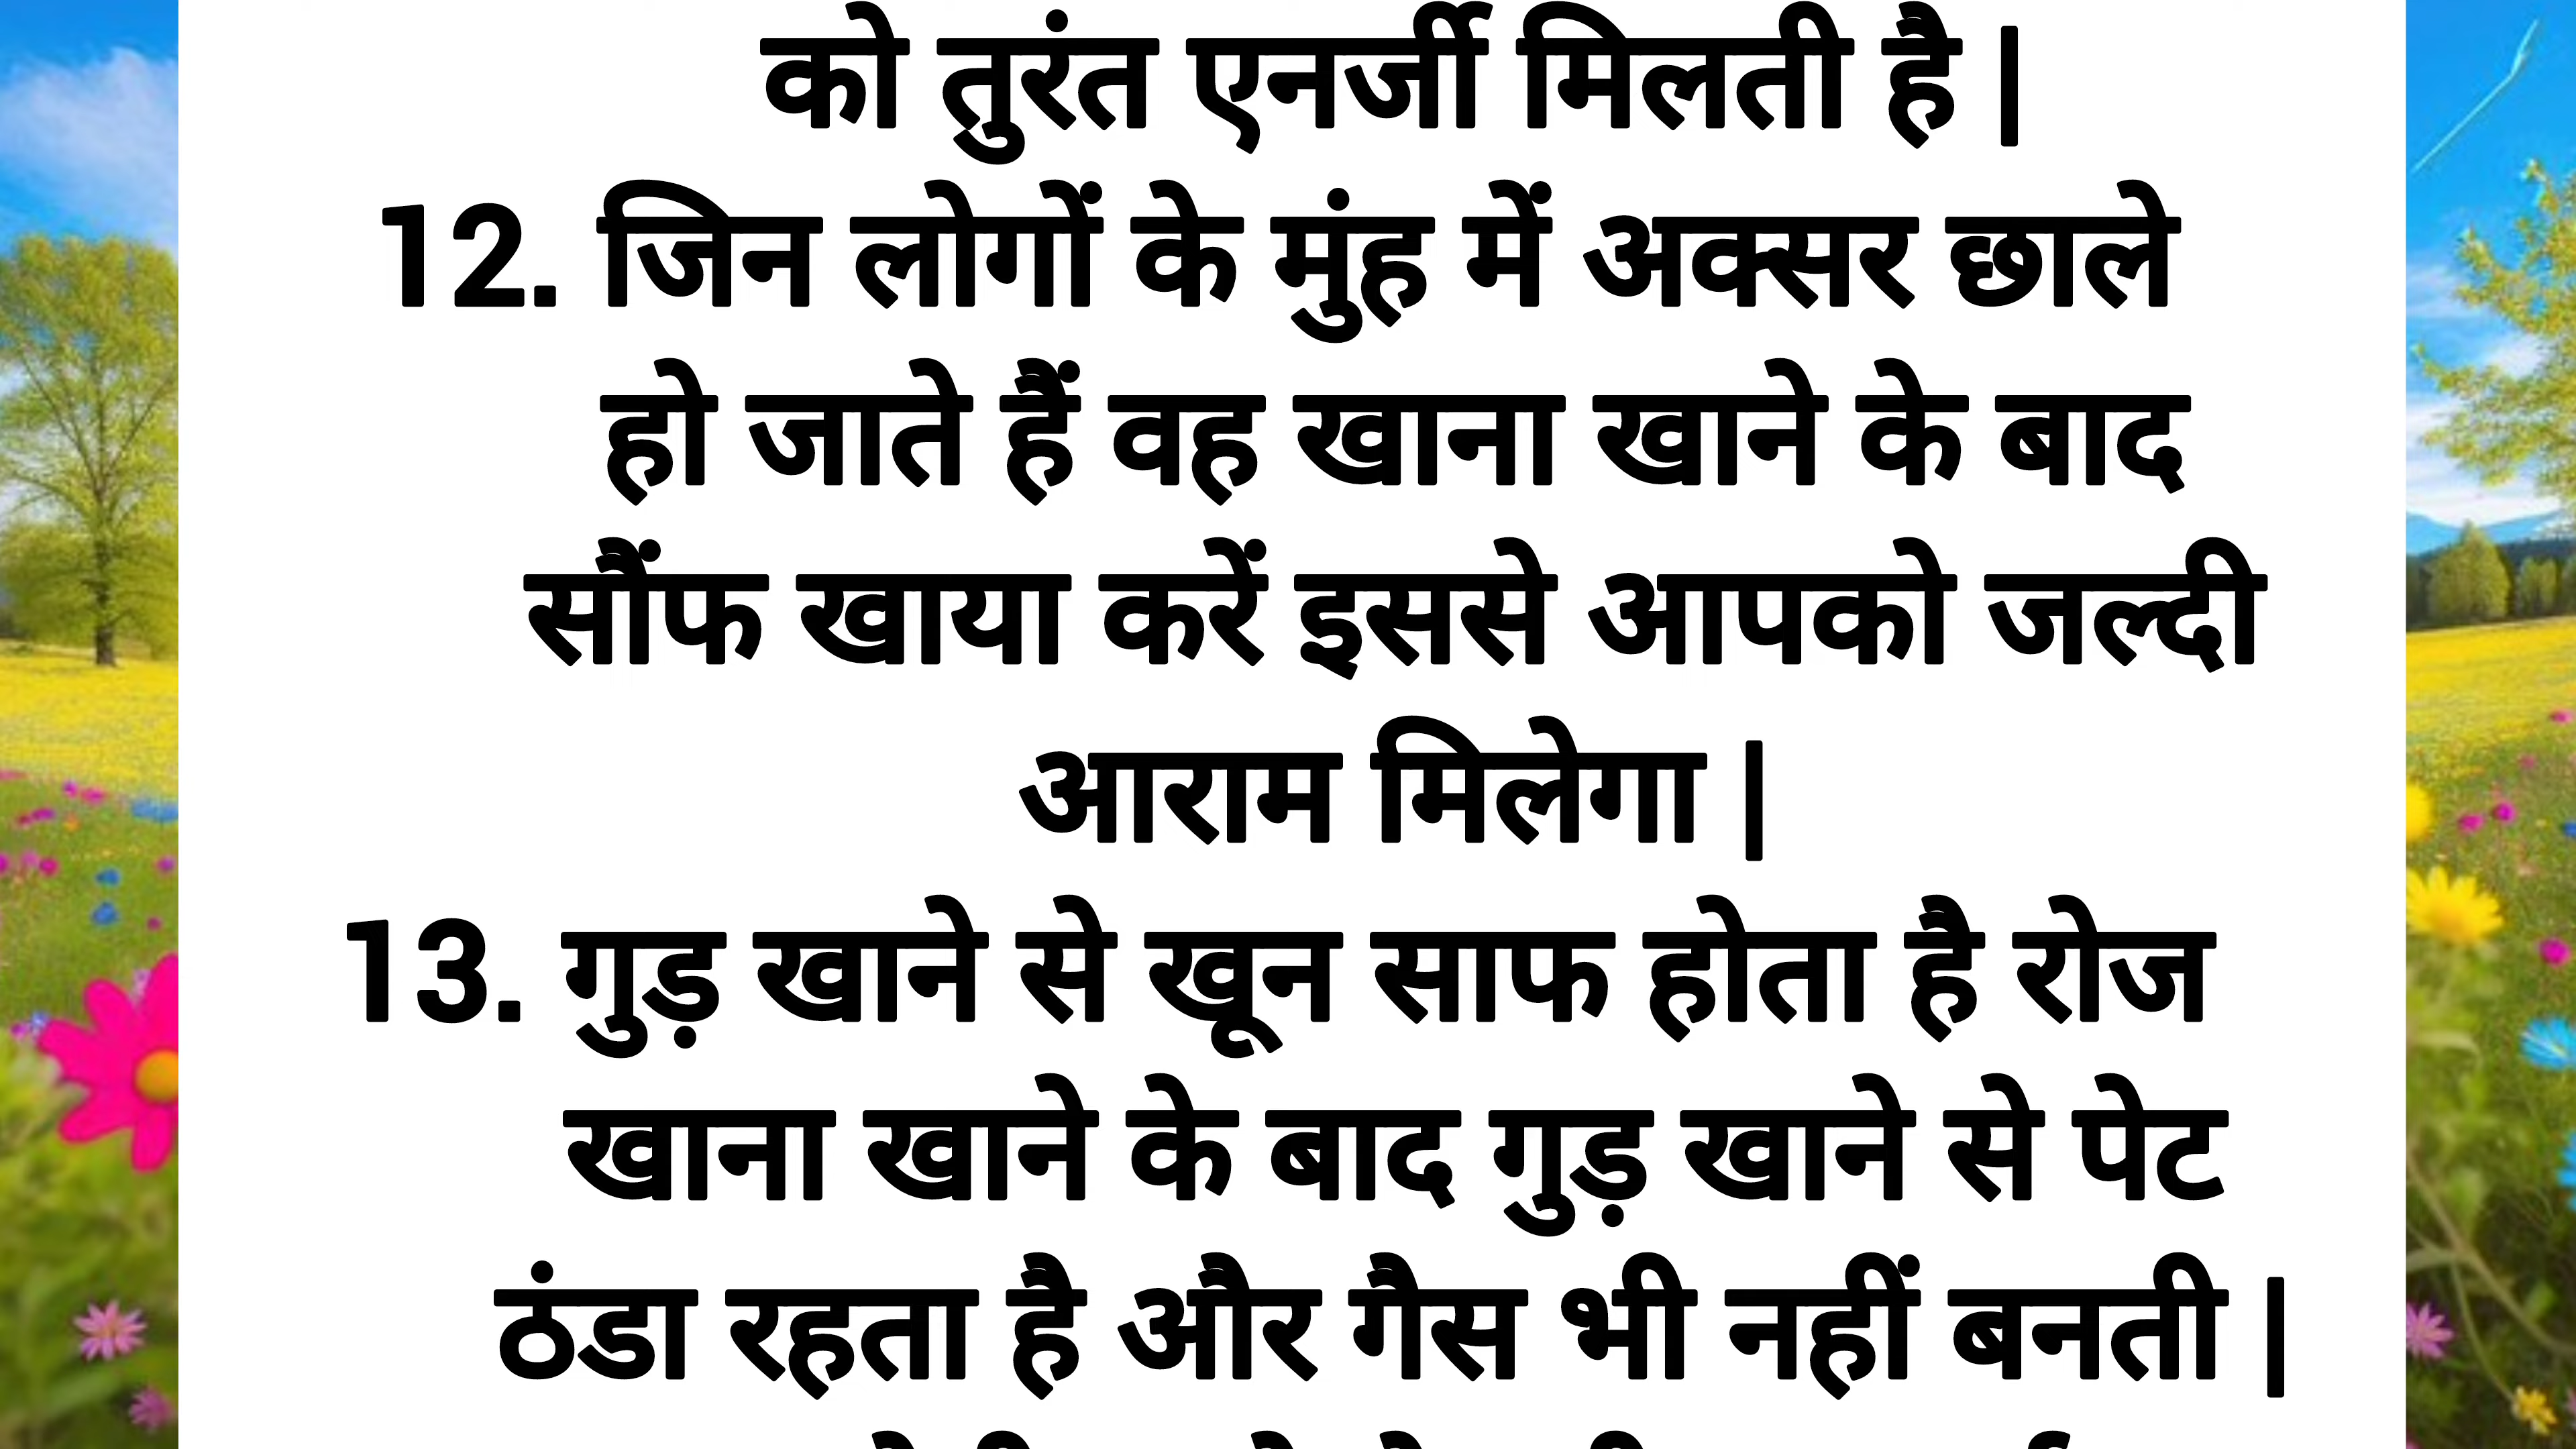 को तुरंत एनर्जी मिलती है |
12. जिन लोगों के मुंह में अक्सर छाले
हो जाते हैं वह खाना खाने के बाद
सौंफ खाया करें इससे आपको जल्दी
आराम मिलेगा |
13. गुड़ खाने से खून साफ होता है रोज
खाना खाने के बाद गुड़ खाने से पेट
ठंडा रहता है और गैस भी नहीं बनती |